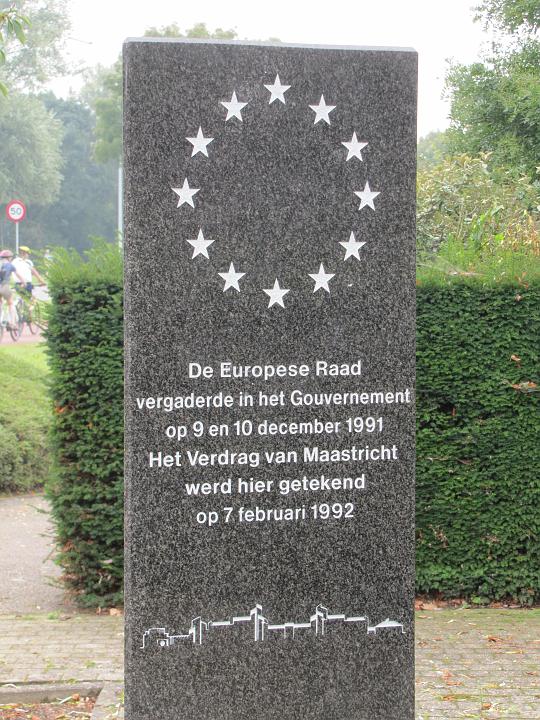 50
De Europese Raad
vergaderde in het Gouvernement
op 9 en 10 december 1991
Het Verdrag van Maastricht
werd hier getekend
op 7 februari 1992